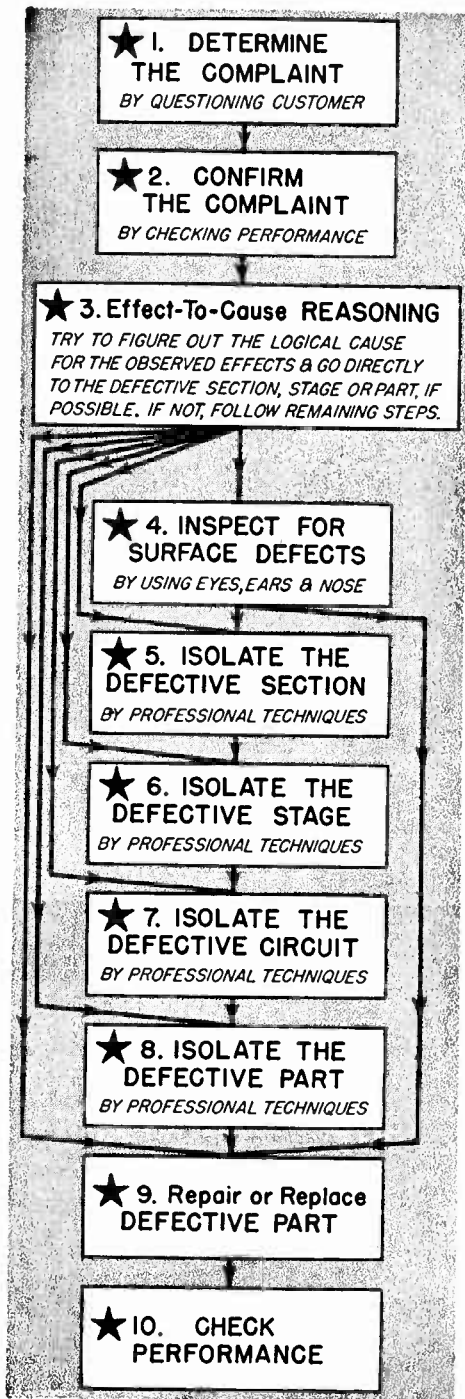 ★ 1. DETERMINE
THE COMPLAINT
BY QUESTIONING CUSTOMER
★ 2. CONFIRM
THE COMPLAINT
BY CHECKING PERFORMANCE
★ 3. Effect-To-Cause REASONING
TRY TO FIGURE OUT THE LOGICAL CAUSE
FOR THE OBSERVED EFFECTS & GO DIRECTLY
TO THE DEFECTIVE SECTION, STAGE OR PART, IF
POSSIBLE. IF NOT, FOLLOW REMAINING STEPS.
★ 4. INSPECT FOR
SURFACE DEFECTS
BY USING EYES, EARS & NOSE
★ 5. ISOLATE THE
DEFECTIVE SECTION
BY PROFESSIONAL TECHNIQUES
★ 6. ISOLATE THE
DEFECTIVE STAGE
BY PROFESSIONAL TECHNIQUES
★ 7. ISOLATE THE
DEFECTIVE CIRCUIT
BY PROFESSIONAL TECHNIQUES
★ 8. ISOLATE THE
DEFECTIVE PART
BY PROFESSIONAL TECHNIQUES
★ 9. Repair or Replace
DEFECTIVE PART
★ 10. CHECK
PERFORMANCE